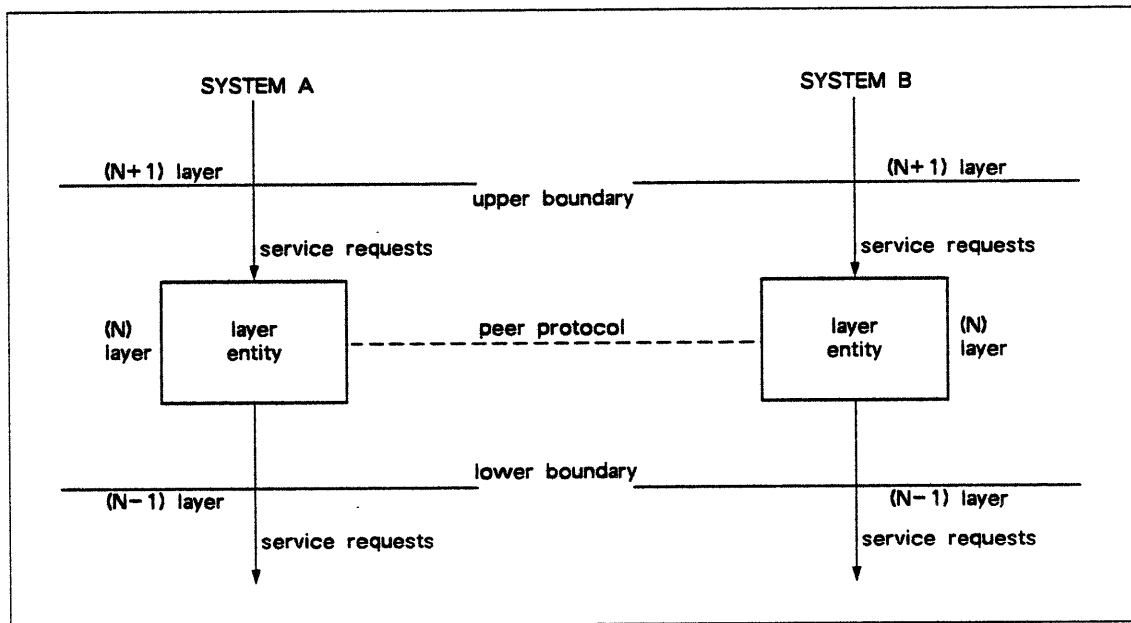 SYSTEM A
SYSTEM B
(N+1) layer
(N+1) layer
upper boundary
service requests
service requests
(N)
layer
layer
entity
peer protocol
layer
entity
(N)
layer
lower boundary
(N-1) layer
(N-1) layer
service requests
service requests